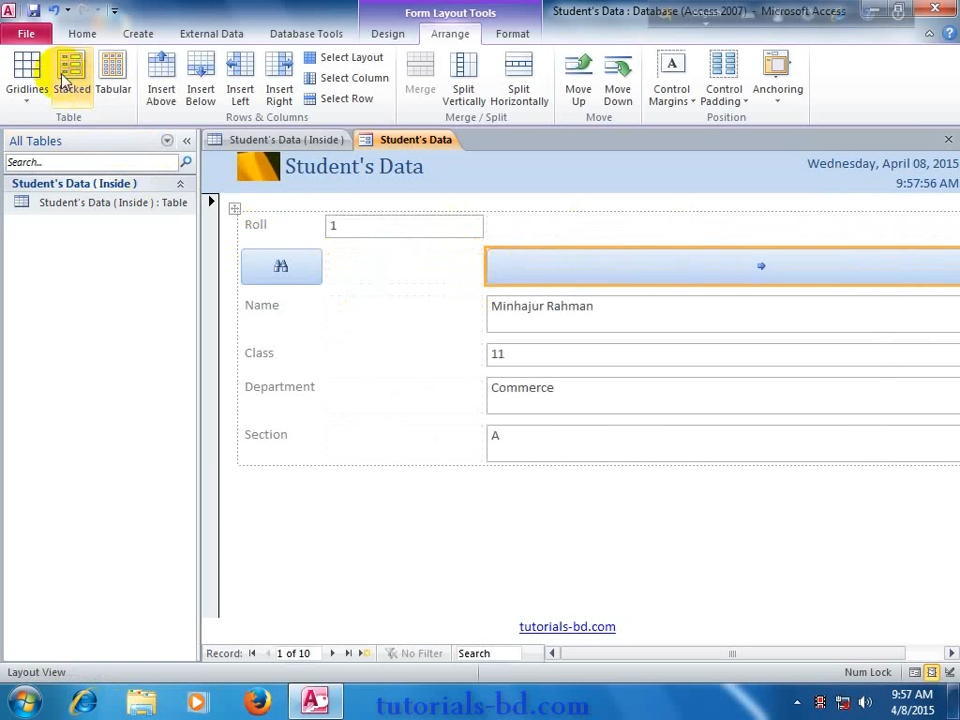 Form Layout Tools
Student's Data : Database (Access 2007) - Microsoft Access
File
Home
Create
External Data
Database Tools
Design
Arrange
Format
Gridlines
Stacked
Tabular
Insert Above
Insert Below
Insert Left
Insert Right
Select Layout
Select Column
Select Row
Merge
Split Vertically
Split Horizontally
Move Up
Move Down
Control Margins
Control Padding
Anchoring
Table
Rows & Columns
Merge / Split
Move
Position
All Tables
Search...
Student's Data ( Inside )
Student's Data ( Inside ) : Table
Student's Data ( Inside )
Student's Data
Student's Data
Wednesday, April 08, 2015
9:57:56 AM
Roll
1
Name
Minhajur Rahman
Class
11
Department
Commerce
Section
A
tutorials-bd.com
Record:
1 of 10
No Filter
Search
Layout View
Num Lock
tutorials-bd.com
9:57 AM
4/8/2015